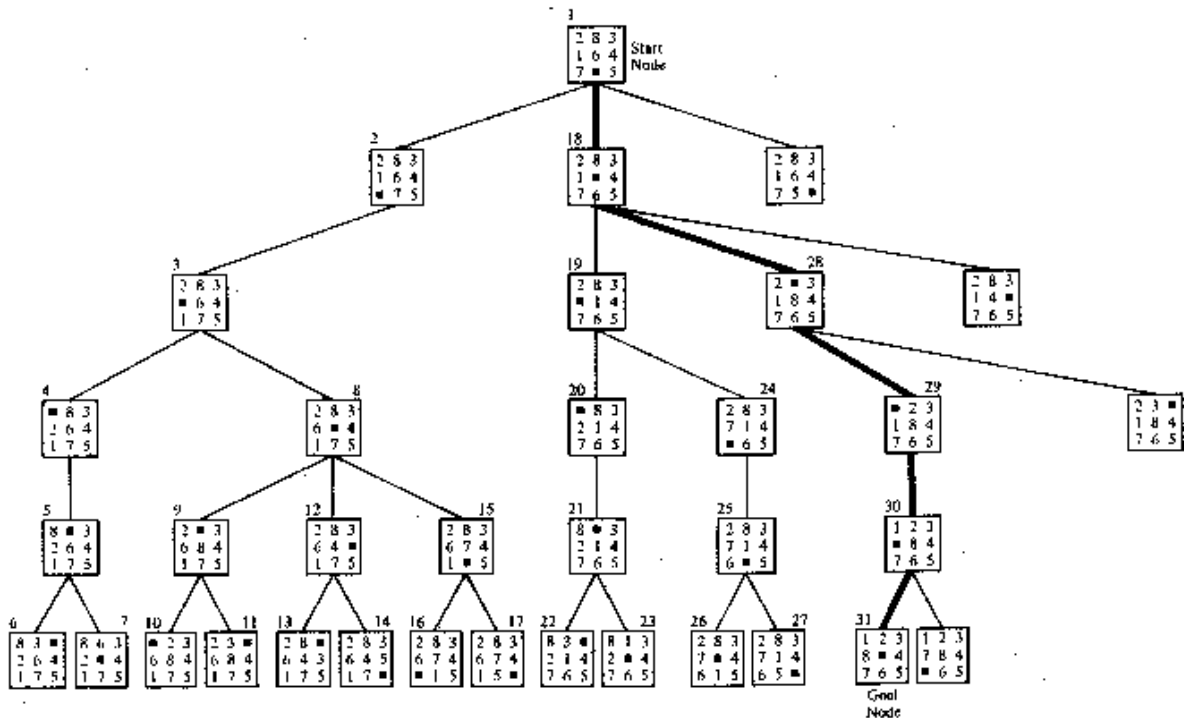 1
2 8 3
1 6 4
7 ■ 5
Start
Node
2
2 8 3
1 6 4
■ 7 5
18
2 8 3
1 ■ 4
7 6 5
2 8 3
1 6 4
7 5 ■
3
2 8 3
■ 6 4
1 7 5
19
2 8 3
■ 1 4
7 6 5
28
2 ■ 3
1 8 4
7 6 5
2 8 3
1 4 ■
7 6 5
4
■ 8 3
2 6 4
1 7 5
8
2 8 3
6 ■ 4
1 7 5
20
■ 8 3
2 1 4
7 6 5
24
2 8 3
7 1 4
■ 6 5
29
■ 2 3
1 8 4
7 6 5
2 3 ■
1 8 4
7 6 5
5
8 ■ 3
2 6 4
1 7 5
9
2 ■ 3
6 8 4
1 7 5
12
2 8 3
6 4 ■
1 7 5
15
2 8 3
6 7 4
1 ■ 5
21
8 ■ 3
2 1 4
7 6 5
25
2 8 3
7 1 4
6 ■ 5
30
1 2 3
■ 8 4
7 6 5
6
8 3 ■
2 6 4
1 7 5
7
8 6 3
2 ■ 4
1 7 5
10
■ 2 3
6 8 4
1 7 5
11
2 3 ■
6 8 4
1 7 5
13
2 8 ■
6 4 3
1 7 5
14
2 8 3
6 4 5
1 7 ■
16
2 8 3
6 7 4
■ 1 5
17
2 8 3
6 7 4
1 5 ■
22
8 3 ■
2 1 4
7 6 5
23
8 1 3
2 ■ 4
7 6 5
26
2 8 3
7 ■ 4
6 1 5
27
2 8 3
7 1 4
6 5 ■
31
1 2 3
8 ■ 4
7 6 5
Goal
Node
1 2 3
7 8 4
■ 6 5